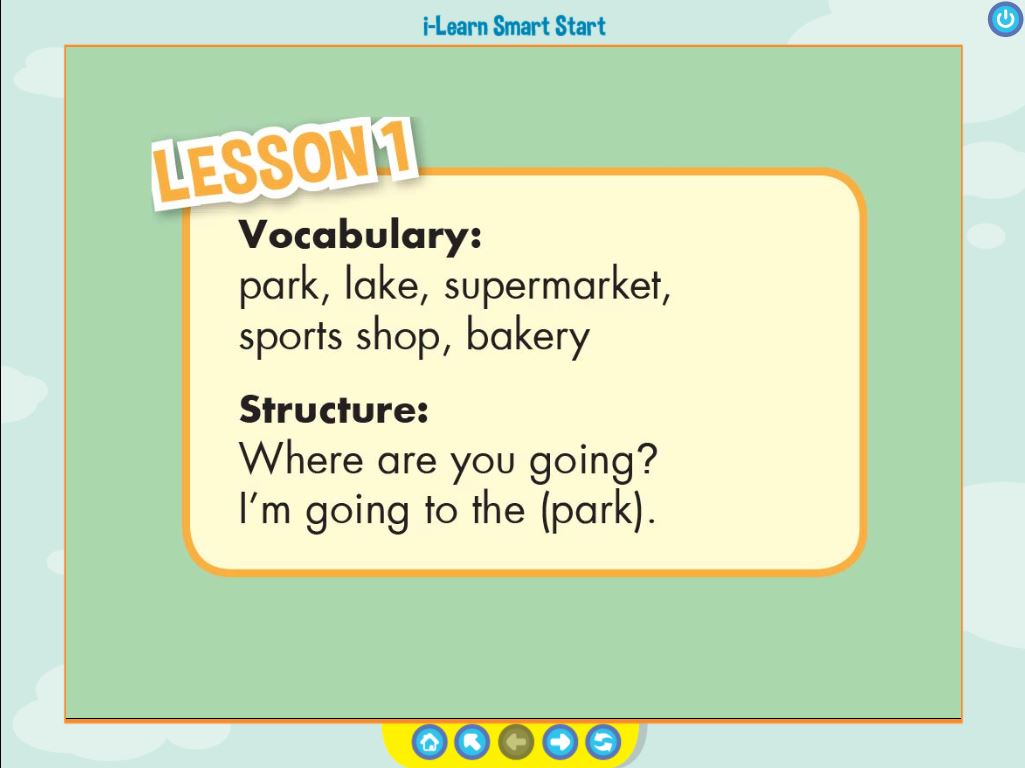 i-Learn Smart Start
LESSON 1
Vocabulary:
park, lake, supermarket,
sports shop, bakery
Structure:
Where are you going?
I'm going to the (park).